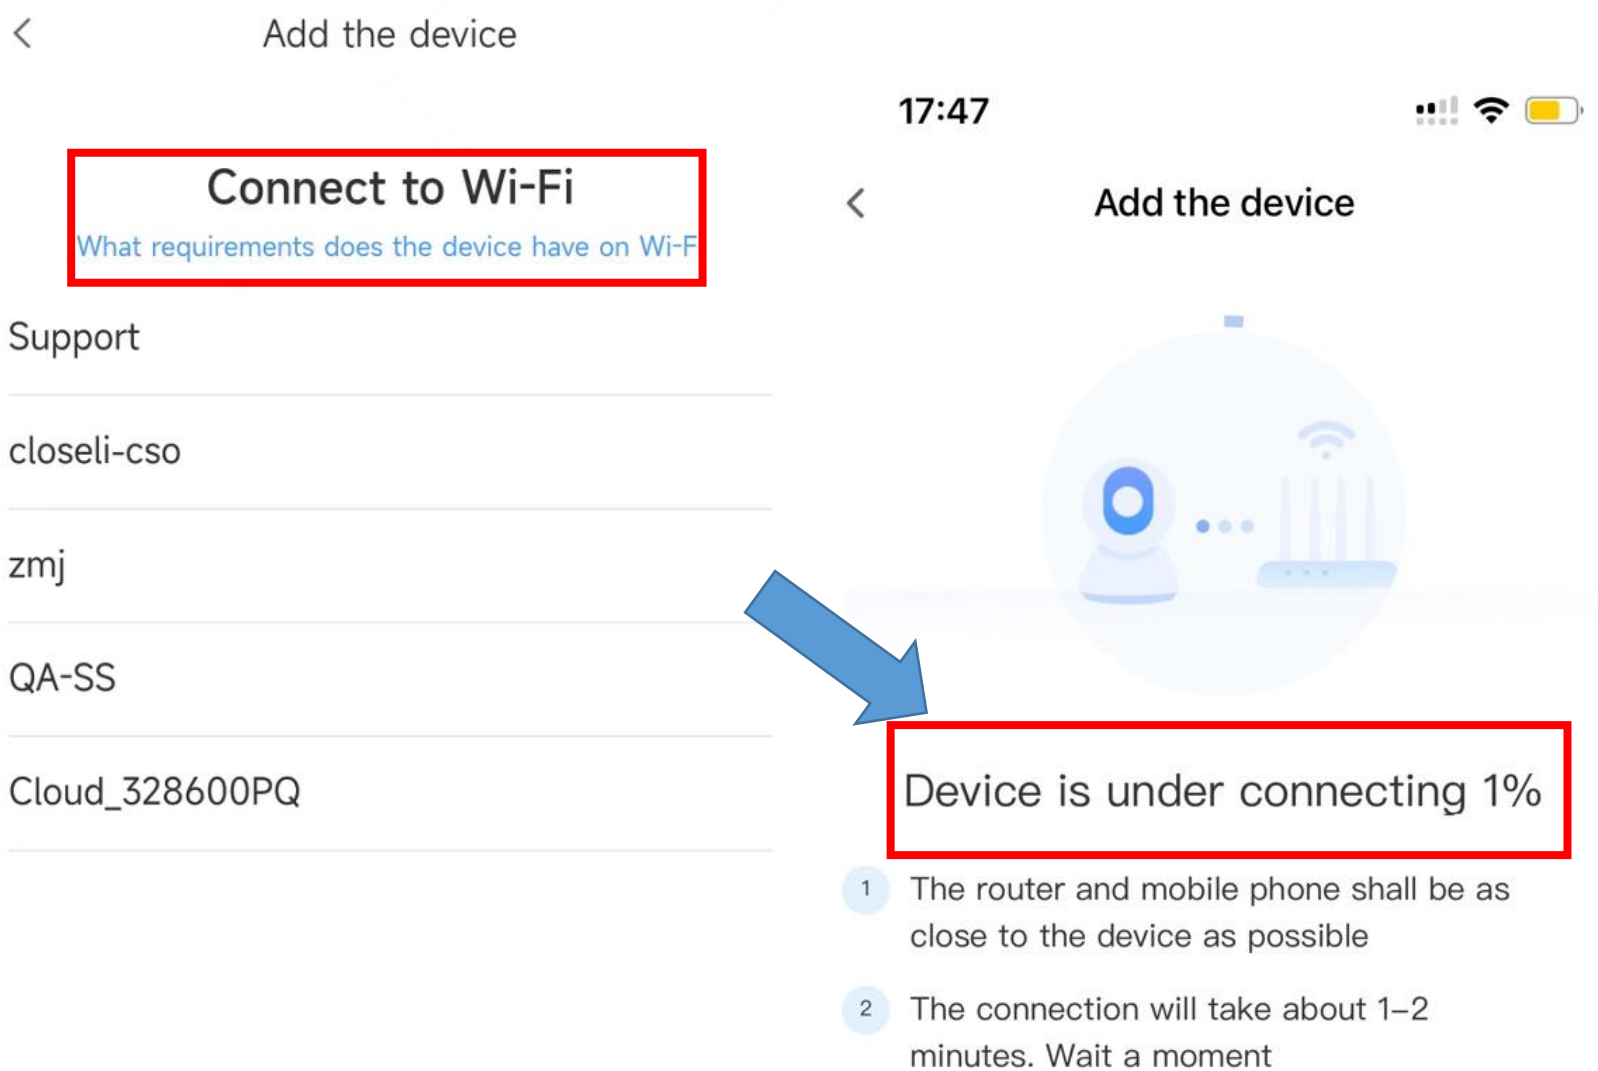 Add the device
Connect to Wi-Fi
What requirements does the device have on Wi-F
Support
closeli-cso
zmj
QA-SS
Cloud_328600PQ
17:47
Add the device
Device is under connecting 1%
1 The router and mobile phone shall be as
close to the device as possible
2 The connection will take about 1–2
minutes. Wait a moment